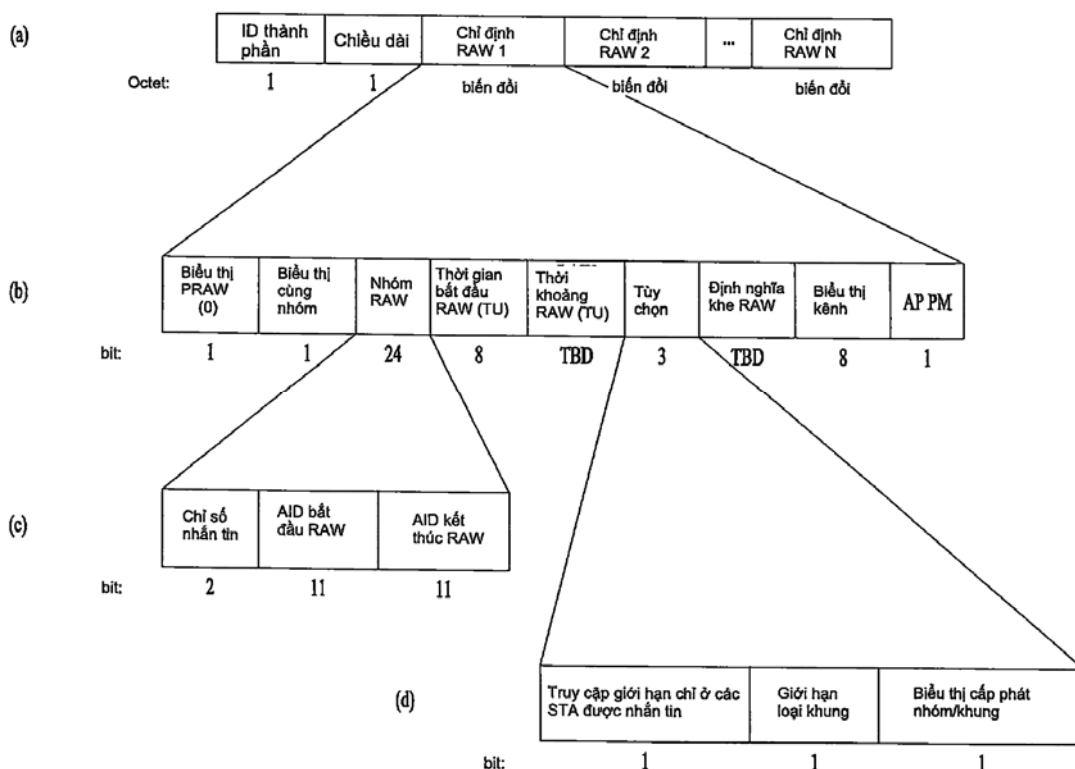 (a)
ID thành phần
Chiều dài
Chỉ định RAW 1
Chỉ định RAW 2
...
Chỉ định RAW N
Octet:
1
1
biến đổi
biến đổi
biến đổi
(b)
Biểu thị PRAW (0)
Biểu thị cùng nhóm
Nhóm RAW
Thời gian bắt đầu RAW (TU)
Thời khoảng RAW (TU)
Tùy chọn
Định nghĩa khe RAW
Biểu thị kênh
AP PM
bit:
1
1
24
8
TBD
3
TBD
8
1
(c)
Chỉ số nhắn tin
AID bắt đầu RAW
AID kết thúc RAW
bit:
2
11
11
(d)
Truy cập giới hạn chỉ ở các STA được nhắn tin
Giới hạn loại khung
Biểu thị cấp phát nhóm/khung
bit:
1
1
1